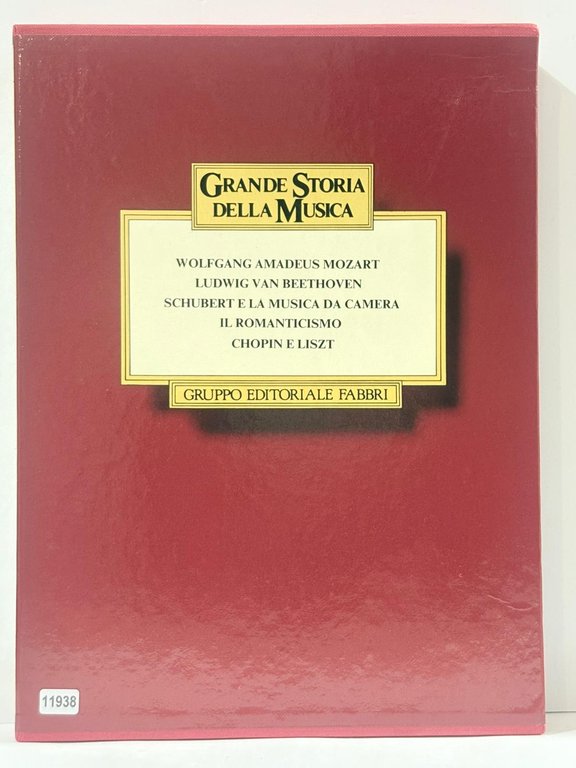 GRANDE STORIA
DELLA MUSICA
WOLFGANG AMADEUS MOZART
LUDWIG VAN BEETHOVEN
SCHUBERT E LA MUSICA DA CAMERA
IL ROMANTICISMO
CHOPIN E LISZT
GRUPPO EDITORIALE FABBRI
11938